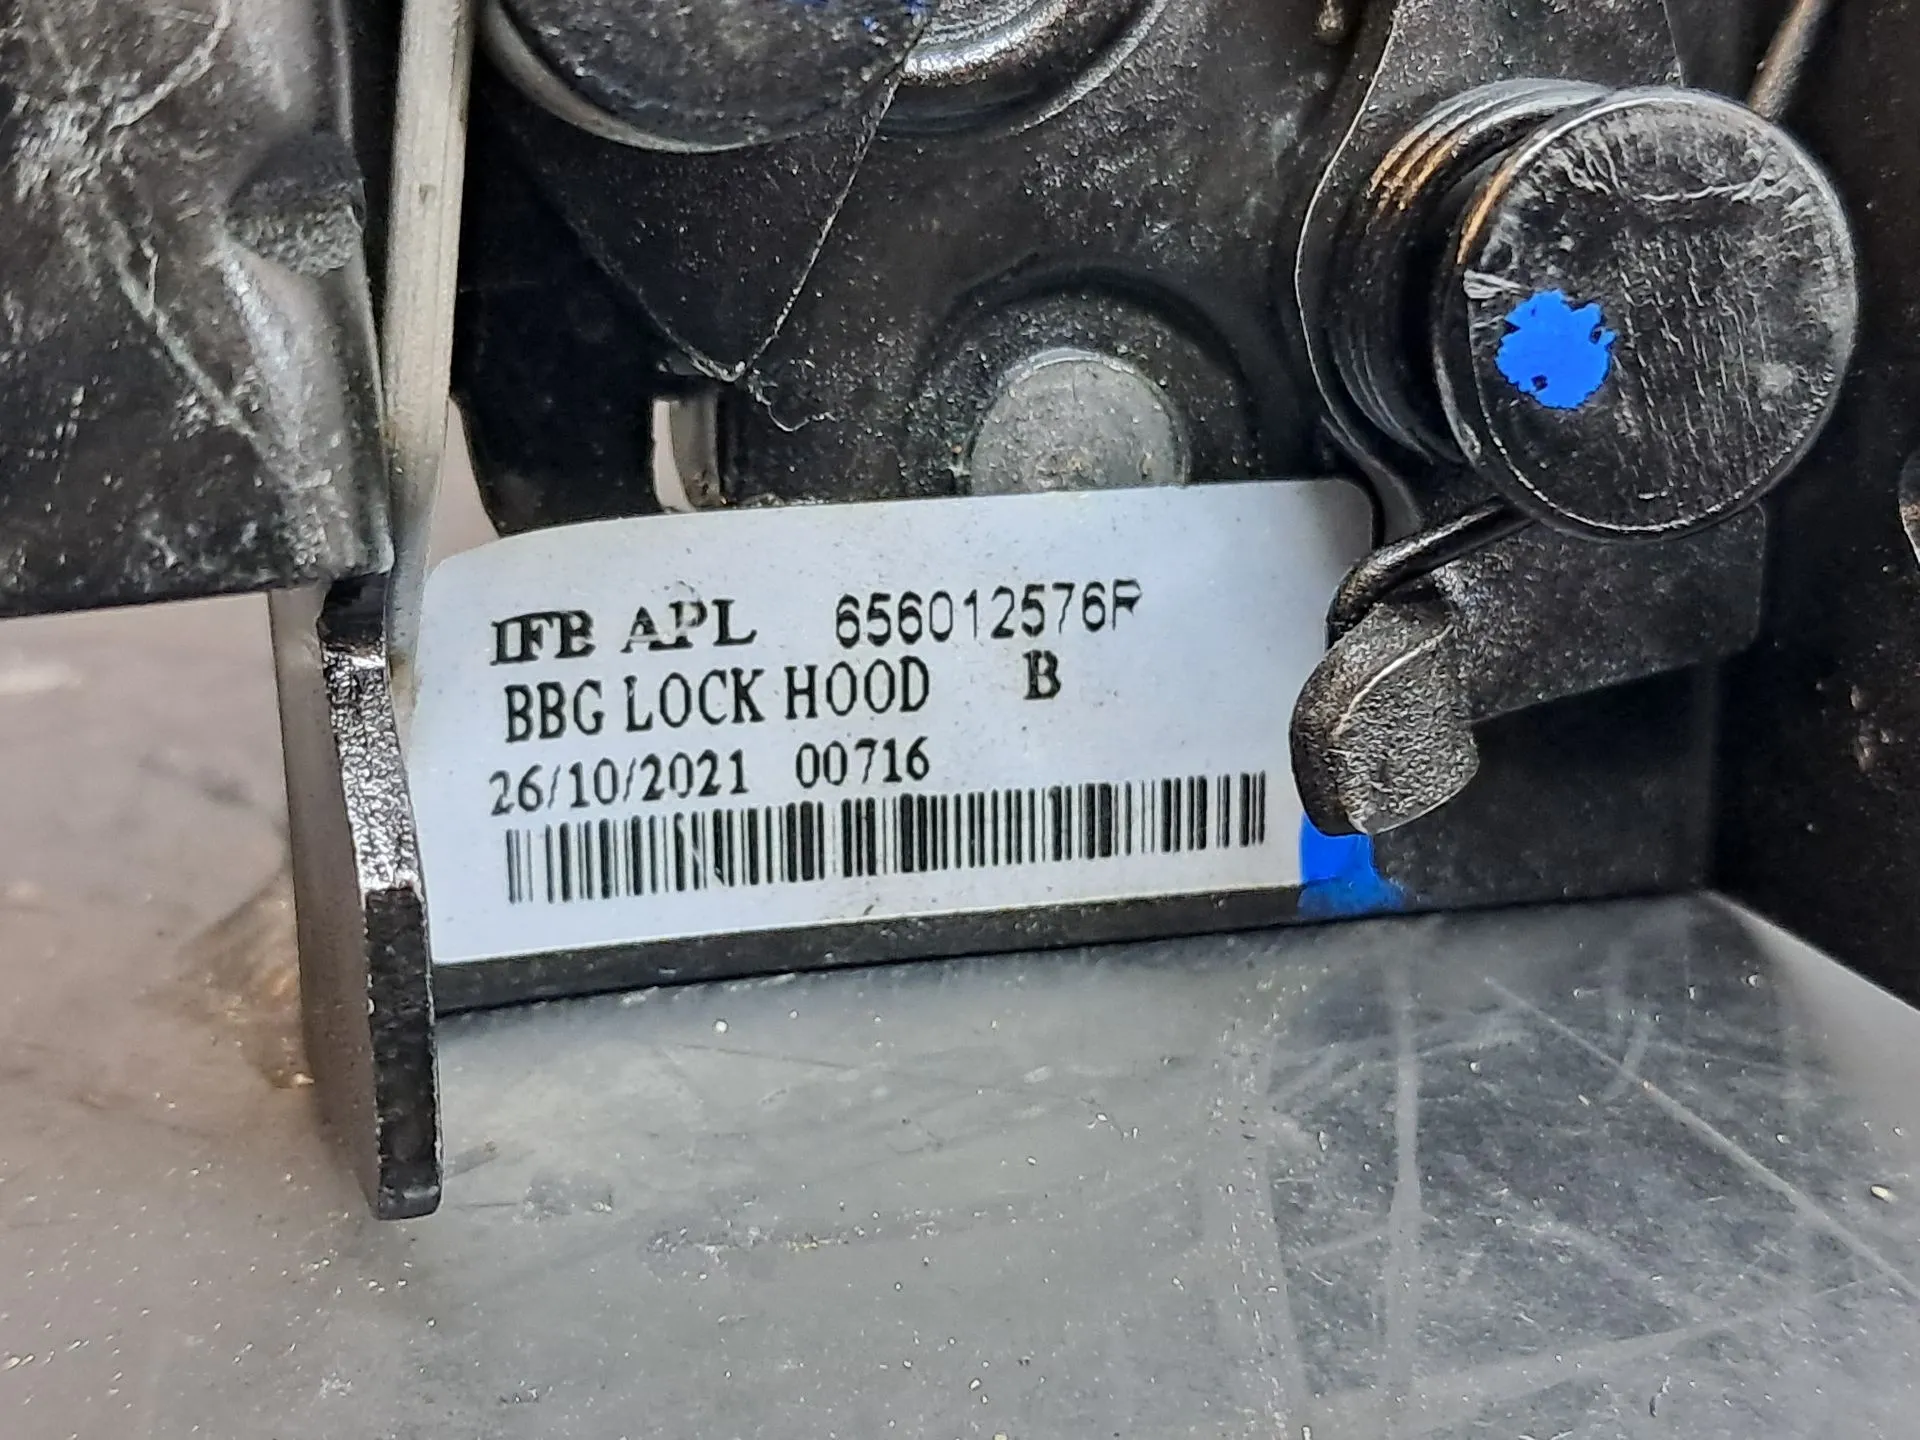 IFB APL 656012576R
BBG LOCK HOOD B
26/10/2021 00716